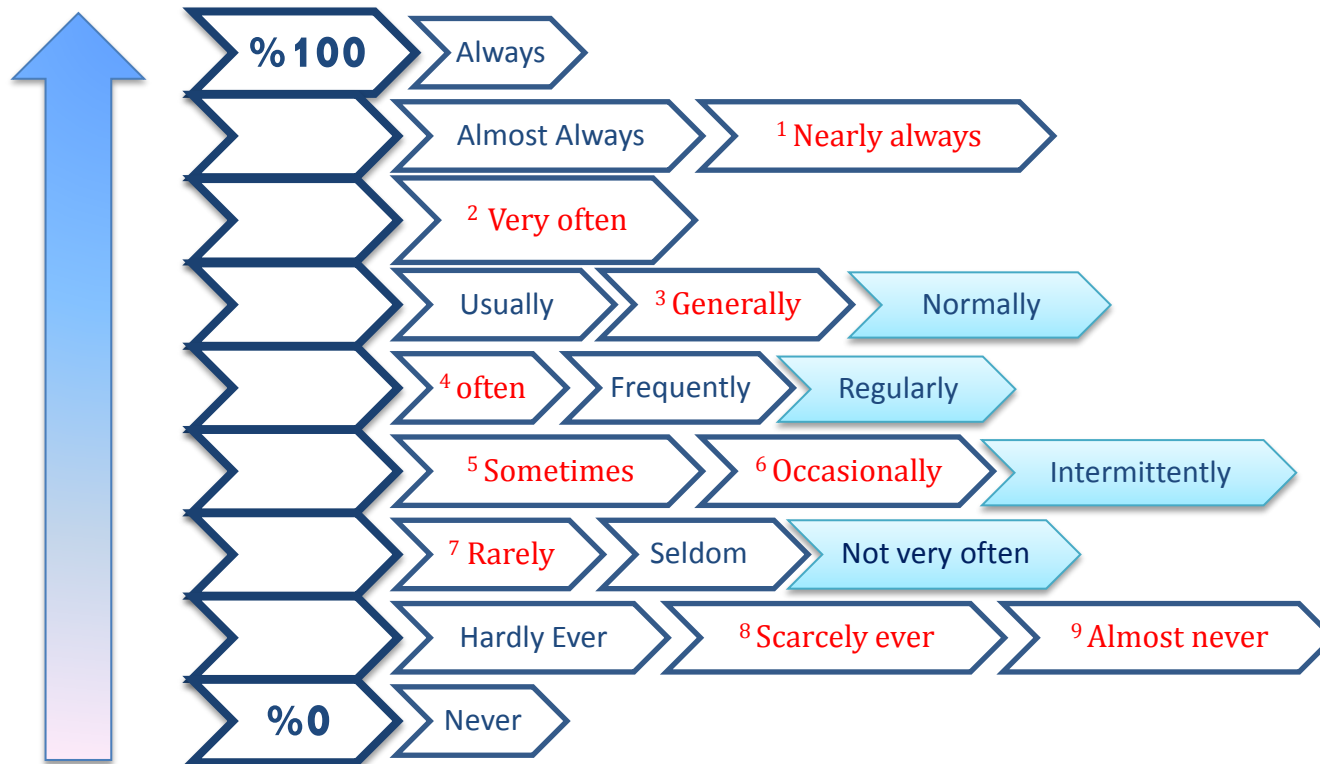 %100 Always
Almost Always 1 Nearly always
2 Very often
Usually 3 Generally Normally
4 often Frequently Regularly
5 Sometimes 6 Occasionally Intermittently
7 Rarely Seldom Not very often
Hardly Ever 8 Scarcely ever 9 Almost never
%0 Never